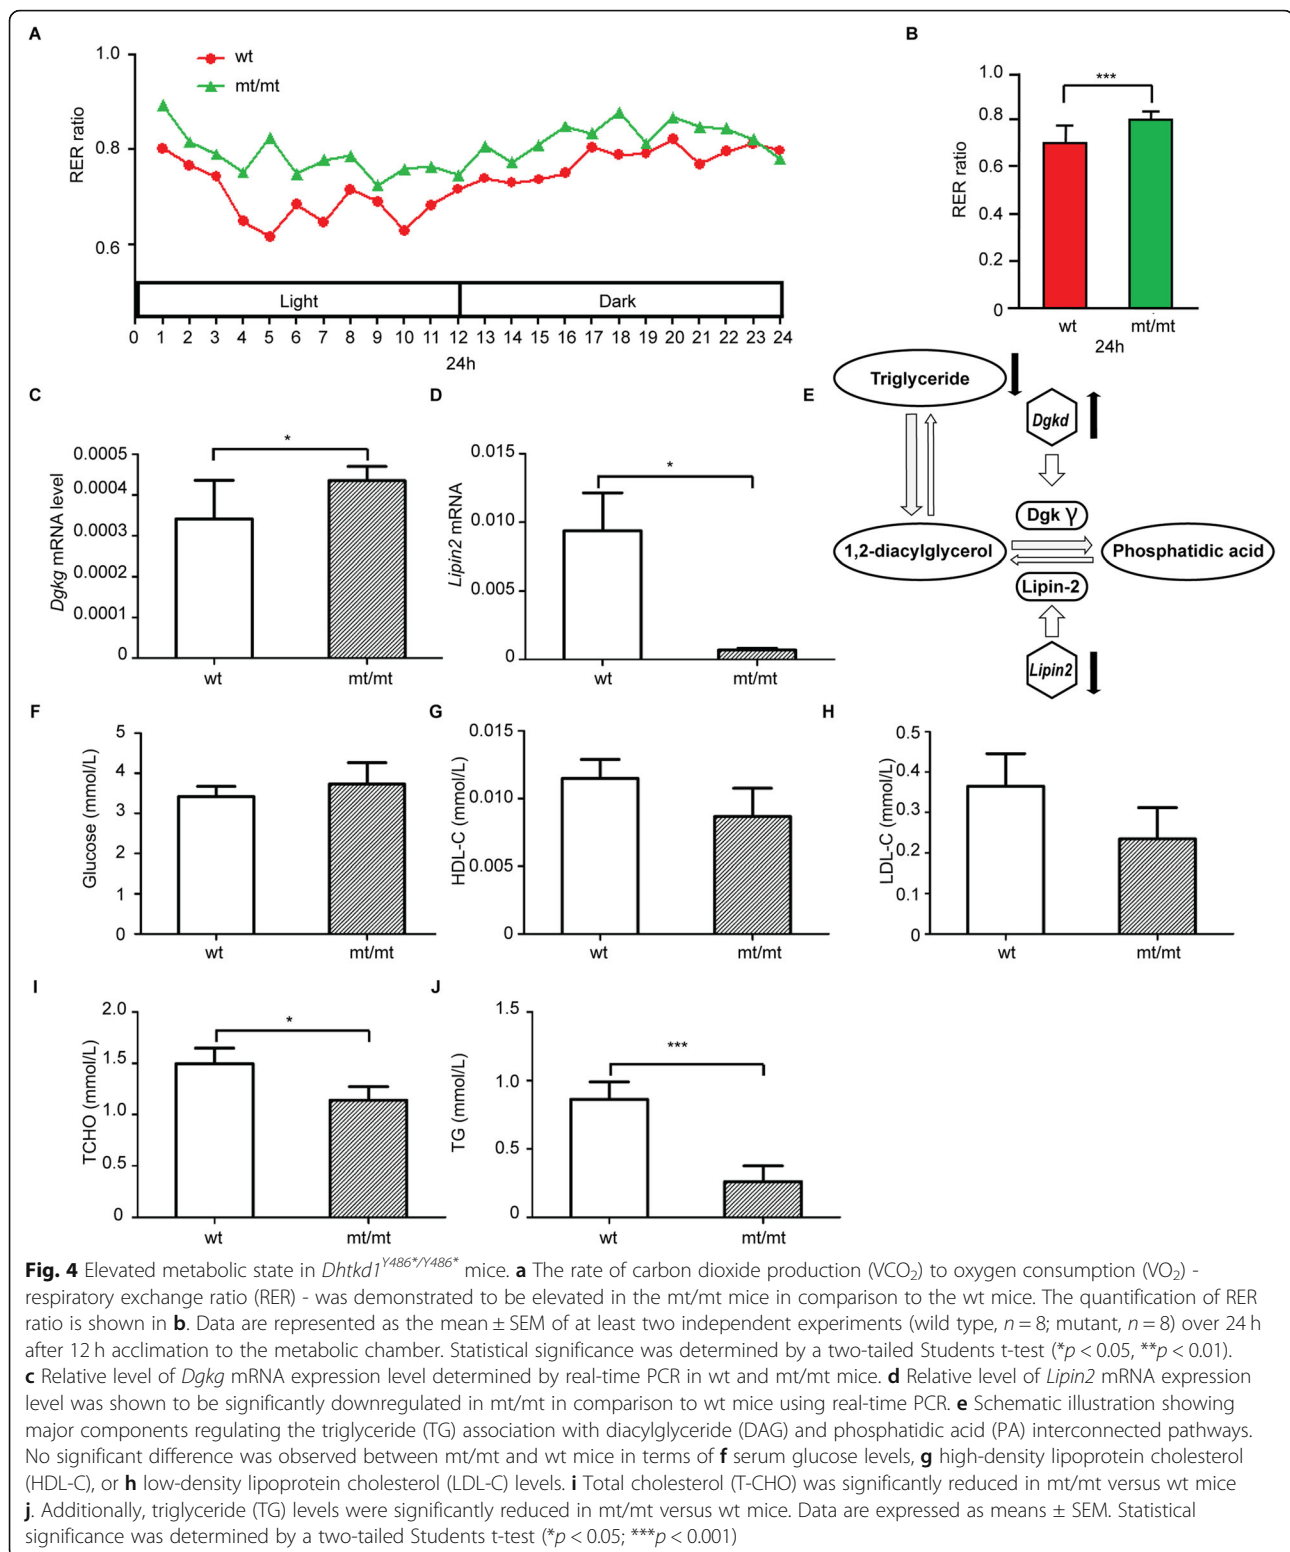 A
wt
mt/mt
1.0
0.8
0.6
RER ratio
Light
Dark
0 1 2 3 4 5 6 7 8 9 10 11 12 13 14 15 16 17 18 19 20 21 22 23 24
24h
B
***
1.0
0.8
0.6
0.4
0.2
0
RER ratio
wt mt/mt
24h
C
*
0.0005
0.0004
0.0003
0.0002
0.0001
0
Dgkg mRNA level
wt mt/mt
D
*
0.015
0.010
0.005
0
Lipin2 mRNA
wt mt/mt
E
Triglyceride
Dgkd
Dgk γ
1,2-diacylglycerol
Phosphatidic acid
Lipin-2
Lipin2
F
5
4
3
2
1
0
Glucose (mmol/L)
wt mt/mt
G
0.015
0.010
0.005
0
HDL-C (mmol/L)
wt mt/mt
H
0.5
0.4
0.3
0.2
0.1
0
LDL-C (mmol/L)
wt mt/mt
I
*
2.0
1.5
1.0
0.5
0
TCHO (mmol/L)
wt mt/mt
J
***
1.5
1.0
0.5
0
TG (mmol/L)
wt mt/mt
Fig. 4 Elevated metabolic state in Dhtkd1^Y486*/Y486* mice. a The rate of carbon dioxide production (VCO₂) to oxygen consumption (VO₂) -
respiratory exchange ratio (RER) - was demonstrated to be elevated in the mt/mt mice in comparison to the wt mice. The quantification of RER
ratio is shown in b. Data are represented as the mean ± SEM of at least two independent experiments (wild type, n = 8; mutant, n = 8) over 24 h
after 12 h acclimation to the metabolic chamber. Statistical significance was determined by a two-tailed Students t-test (*p < 0.05, **p < 0.01).
c Relative level of Dgkg mRNA expression level determined by real-time PCR in wt and mt/mt mice. d Relative level of Lipin2 mRNA expression
level was shown to be significantly downregulated in mt/mt in comparison to wt mice using real-time PCR. e Schematic illustration showing
major components regulating the triglyceride (TG) association with diacylglyceride (DAG) and phosphatidic acid (PA) interconnected pathways.
No significant difference was observed between mt/mt and wt mice in terms of f serum glucose levels, g high-density lipoprotein cholesterol
(HDL-C), or h low-density lipoprotein cholesterol (LDL-C) levels. i Total cholesterol (T-CHO) was significantly reduced in mt/mt versus wt mice
j. Additionally, triglyceride (TG) levels were significantly reduced in mt/mt versus wt mice. Data are expressed as means ± SEM. Statistical
significance was determined by a two-tailed Students t-test (*p < 0.05; ***p < 0.001)